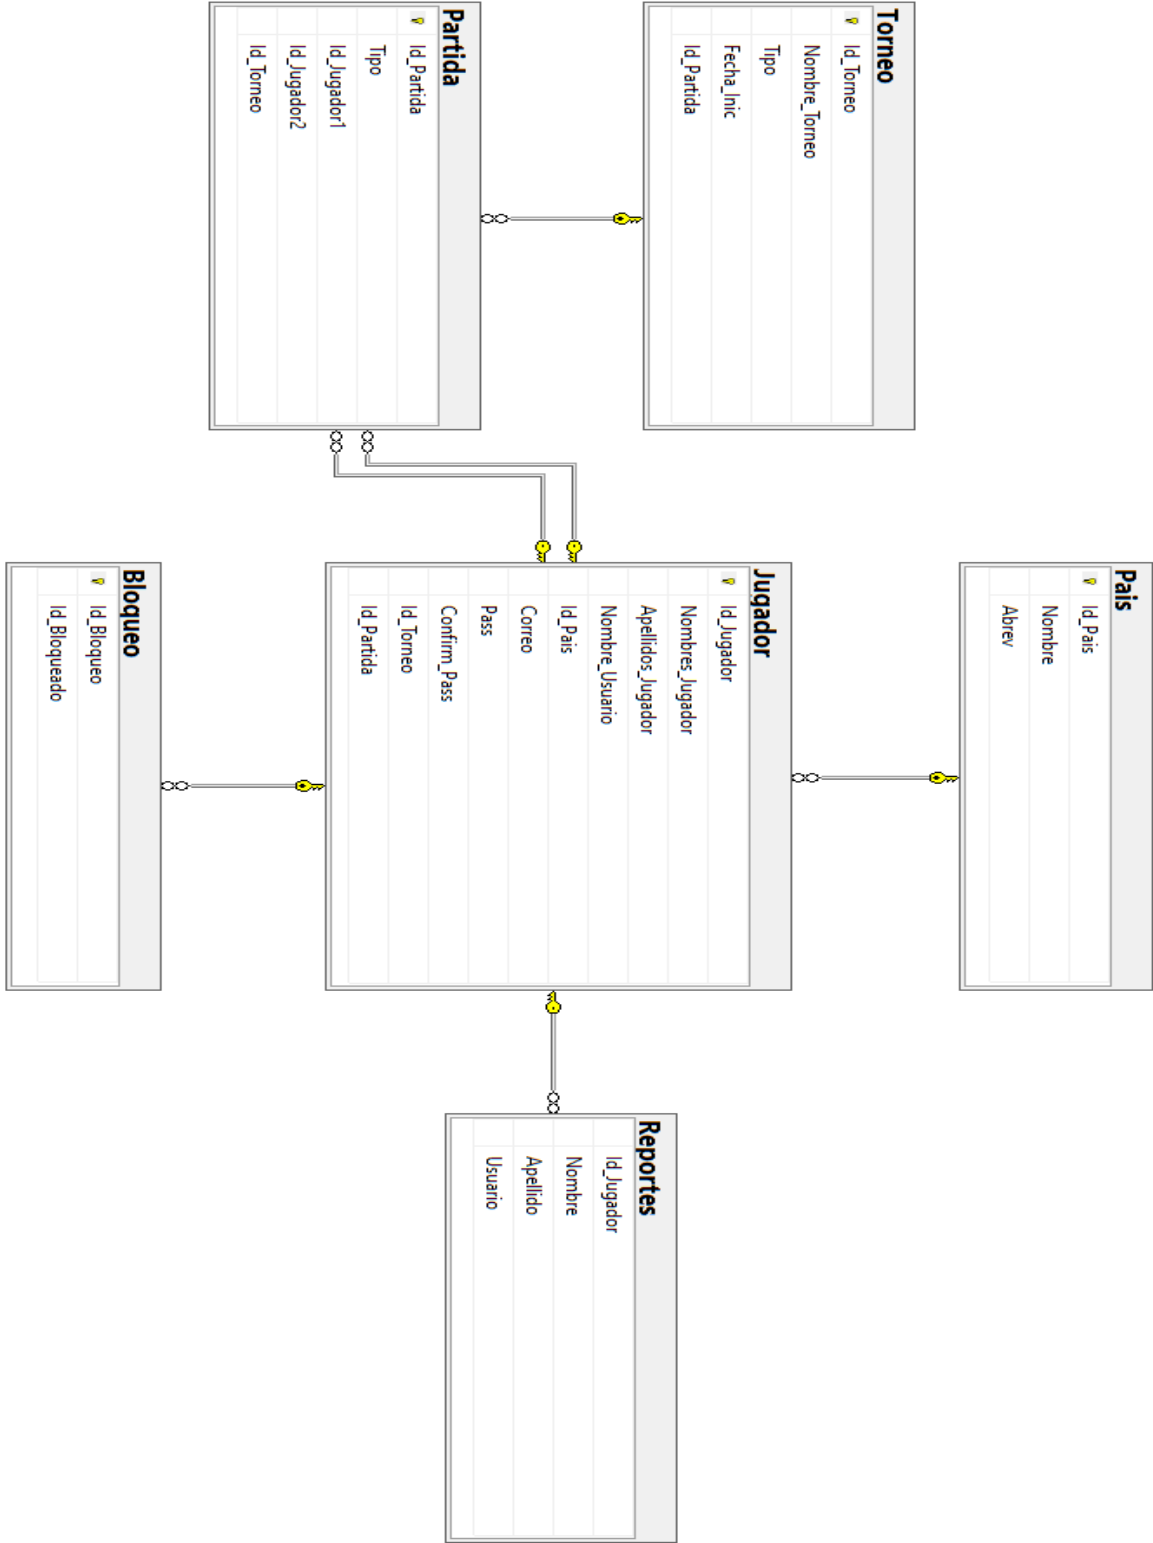 Torneo
Id_Torneo
Nombre_Torneo
Tipo
Fecha_Inic
Id_Partida
Partida
Id_Partida
Tipo
Id_Jugador1
Id_Jugador2
Id_Torneo
Pais
Id_Pais
Nombre
Abrev
Jugador
Id_Jugador
Nombres_Jugador
Apellidos_Jugador
Nombre_Usuario
Id_Pais
Correo
Pass
Confirm_Pass
Id_Torneo
Id_Partida
Bloqueo
Id_Bloqueo
Id_Bloqueado
Reportes
Id_Jugador
Nombre
Apellido
Usuario